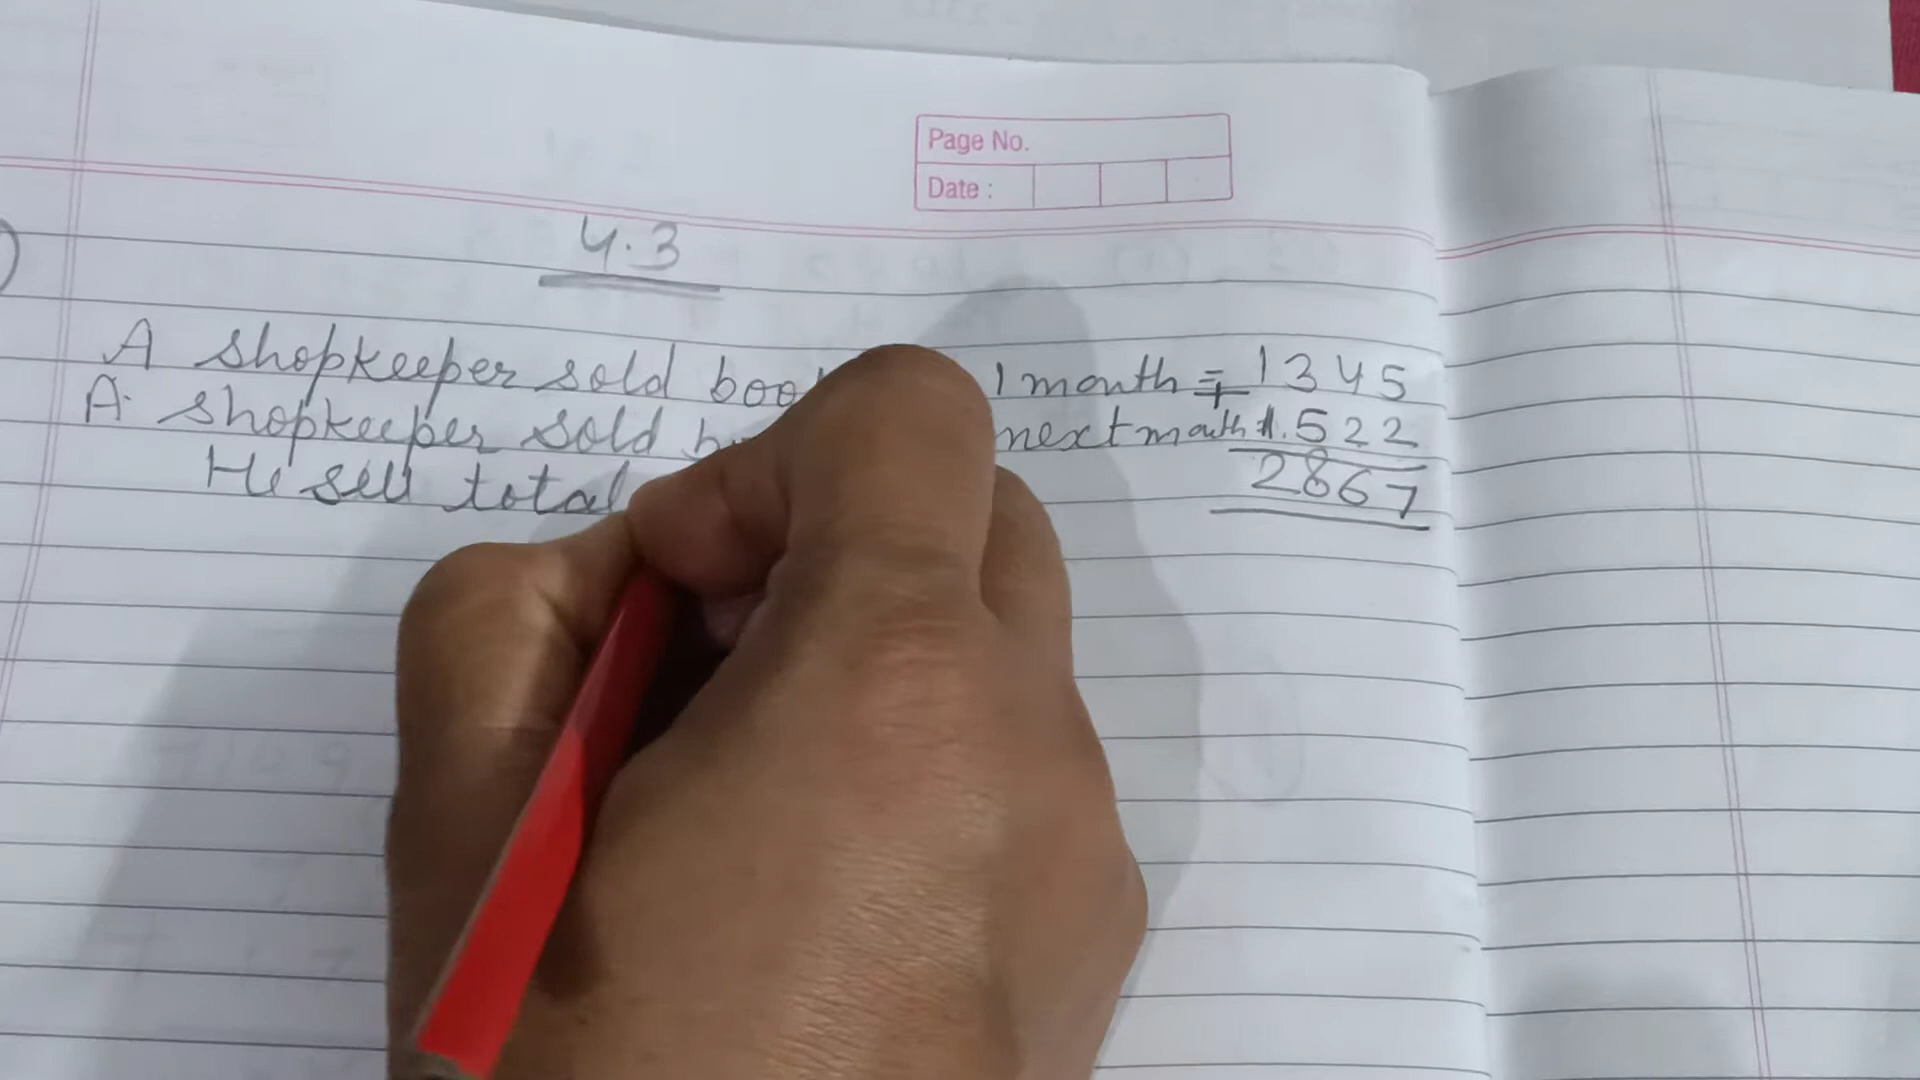 Page No.
Date :
4.3
A shopkeeper sold 1 month = 1345
A shopkeeper sold next month + 1522
He sell total 2867